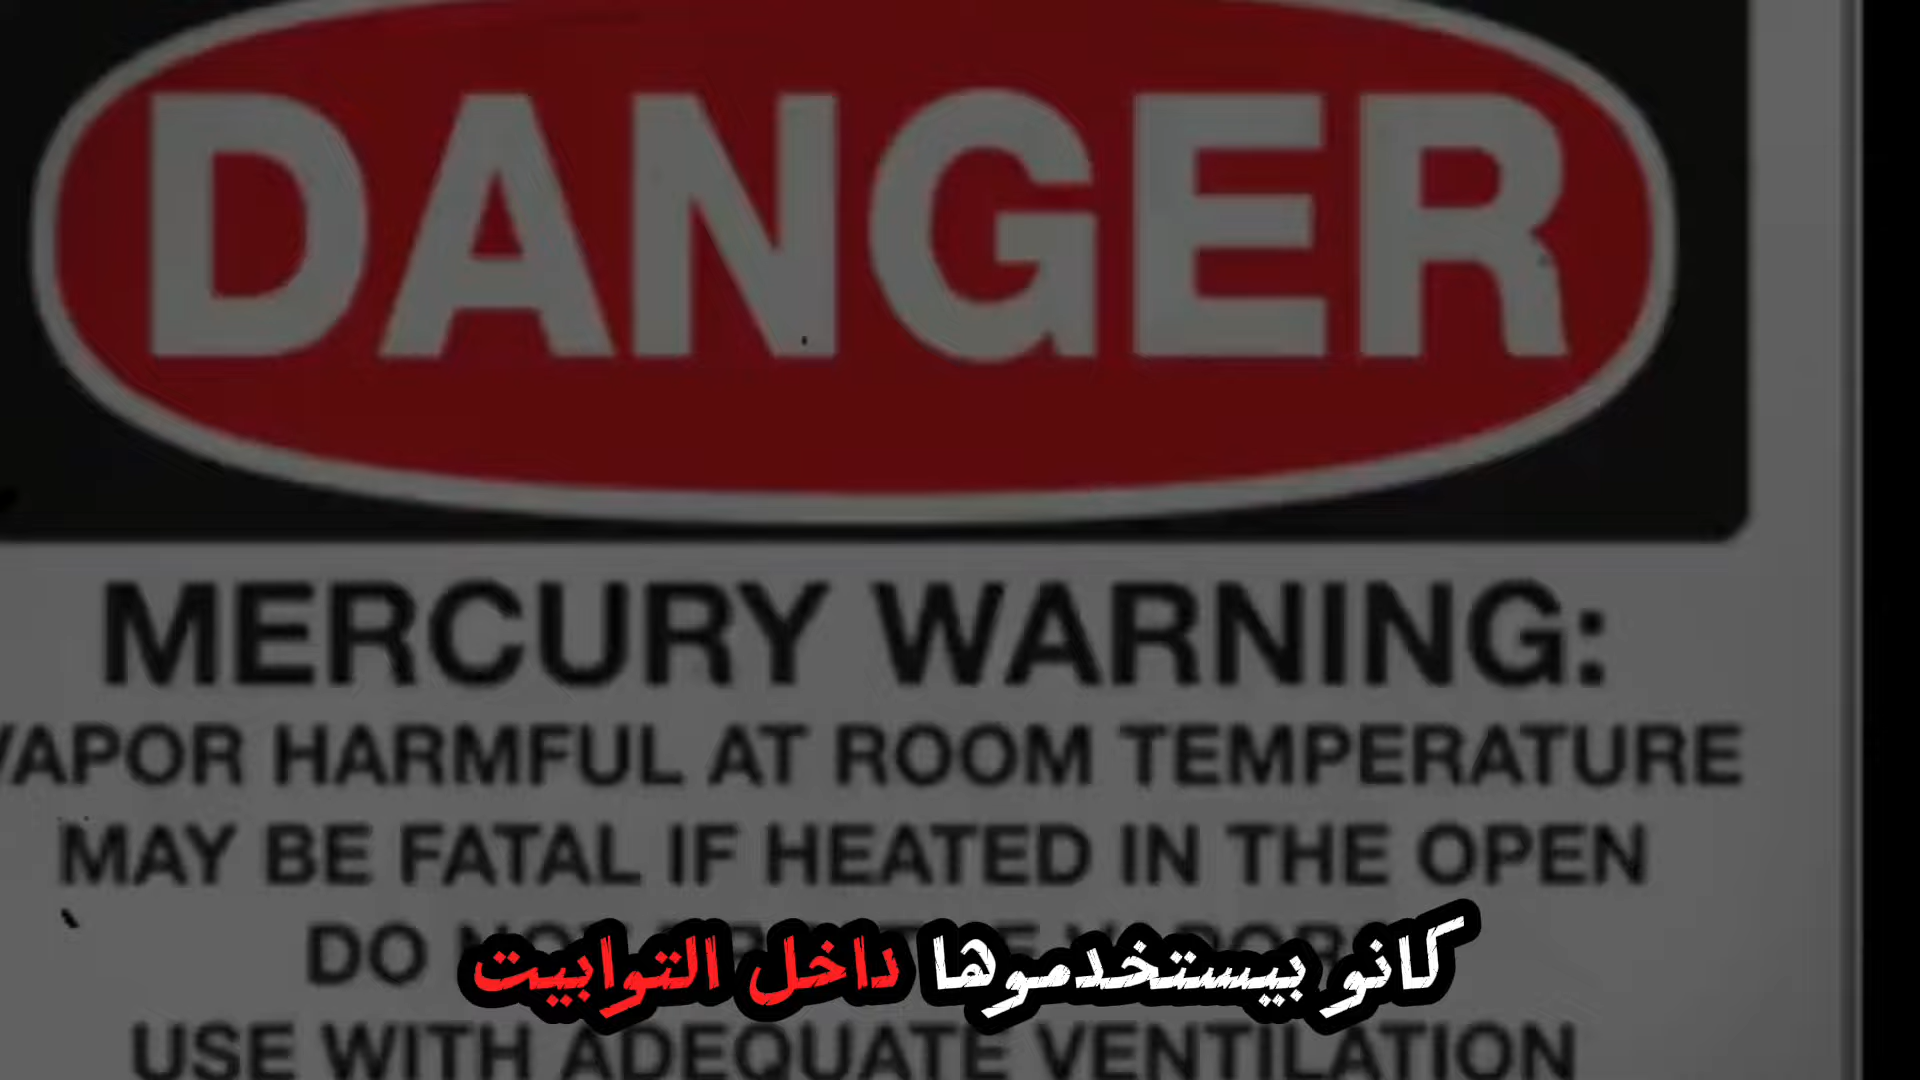 DANGER
MERCURY WARNING:
VAPOR HARMFUL AT ROOM TEMPERATURE
MAY BE FATAL IF HEATED IN THE OPEN
DO
كانو بيستخدموها داخل التوابيت
USE WITH ADEQUATE VENTILATION